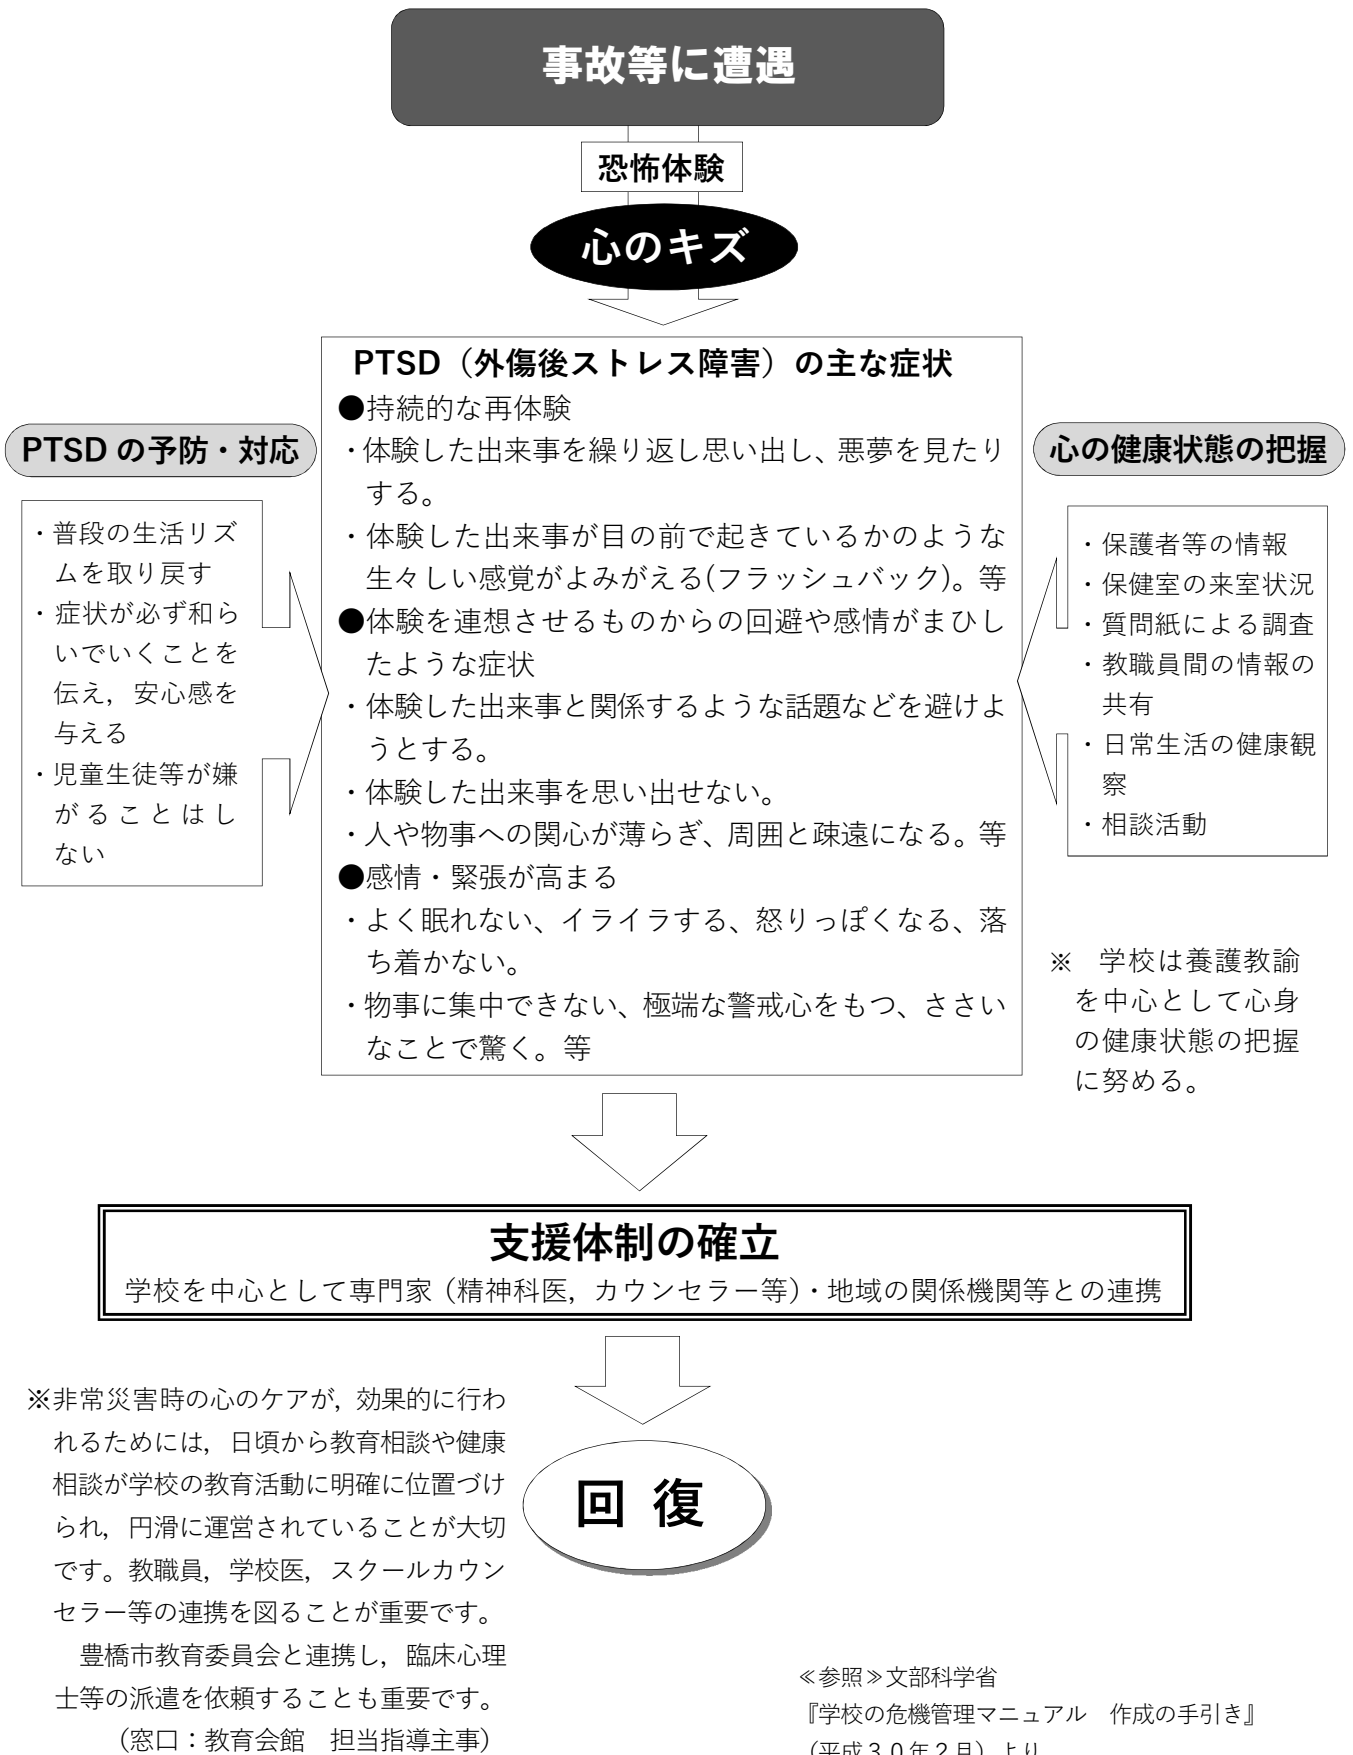 事故等に遭遇
恐怖体験
心のキズ
PTSD（外傷後ストレス障害）の主な症状
●持続的な再体験
・体験した出来事を繰り返し思い出し、悪夢を見たり
する。
・体験した出来事が目の前で起きているかのような
生々しい感覚がよみがえる(フラッシュバック)。等
●体験を連想させるものからの回避や感情がまひし
たような症状
・体験した出来事と関係するような話題などを避けよ
うとする。
・体験した出来事を思い出せない。
・人や物事への関心が薄らぎ、周囲と疎遠になる。等
●感情・緊張が高まる
・よく眠れない、イライラする、怒りっぽくなる、落
ち着かない。
・物事に集中できない、極端な警戒心をもつ、ささい
なことで驚く。等
PTSD の予防・対応
・普段の生活リズ
ムを取り戻す
・症状が必ず和ら
いでいくことを
伝え，安心感を
与える
・児童生徒等が嫌
がることはし
ない
心の健康状態の把握
・保護者等の情報
・保健室の来室状況
・質問紙による調査
・教職員間の情報の
共有
・日常生活の健康観
察
・相談活動
※　学校は養護教諭
を中心として心身
の健康状態の把握
に努める。
支援体制の確立
学校を中心として専門家（精神科医，カウンセラー等）・地域の関係機関等との連携
回 復
※非常災害時の心のケアが，効果的に行わ
れるためには，日頃から教育相談や健康
相談が学校の教育活動に明確に位置づけ
られ，円滑に運営されていることが大切
です。教職員，学校医，スクールカウン
セラー等の連携を図ることが重要です。
豊橋市教育委員会と連携し，臨床心理
士等の派遣を依頼することも重要です。
（窓口：教育会館　担当指導主事）
≪参照≫文部科学省
『学校の危機管理マニュアル　作成の手引き』
（平成３０年２月）より